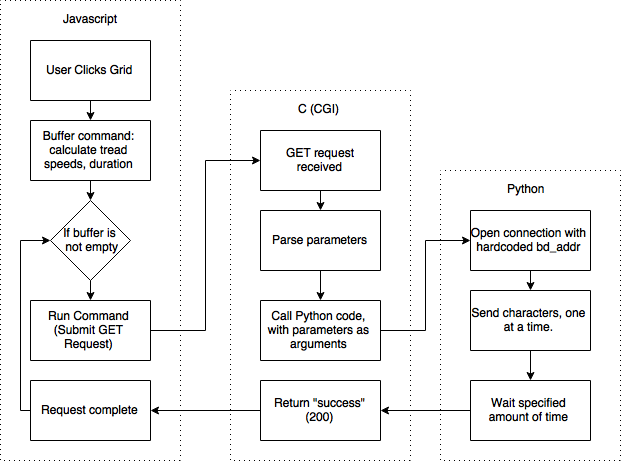 Javascript
User Clicks Grid
Buffer command:
calculate tread
speeds, duration
If buffer is
not empty
Run Command
(Submit GET
Request)
Request complete
C (CGI)
GET request
received
Parse parameters
Call Python code,
with parameters as
arguments
Return "success"
(200)
Python
Open connection with
hardcoded bd_addr
Send characters, one
at a time.
Wait specified
amount of time